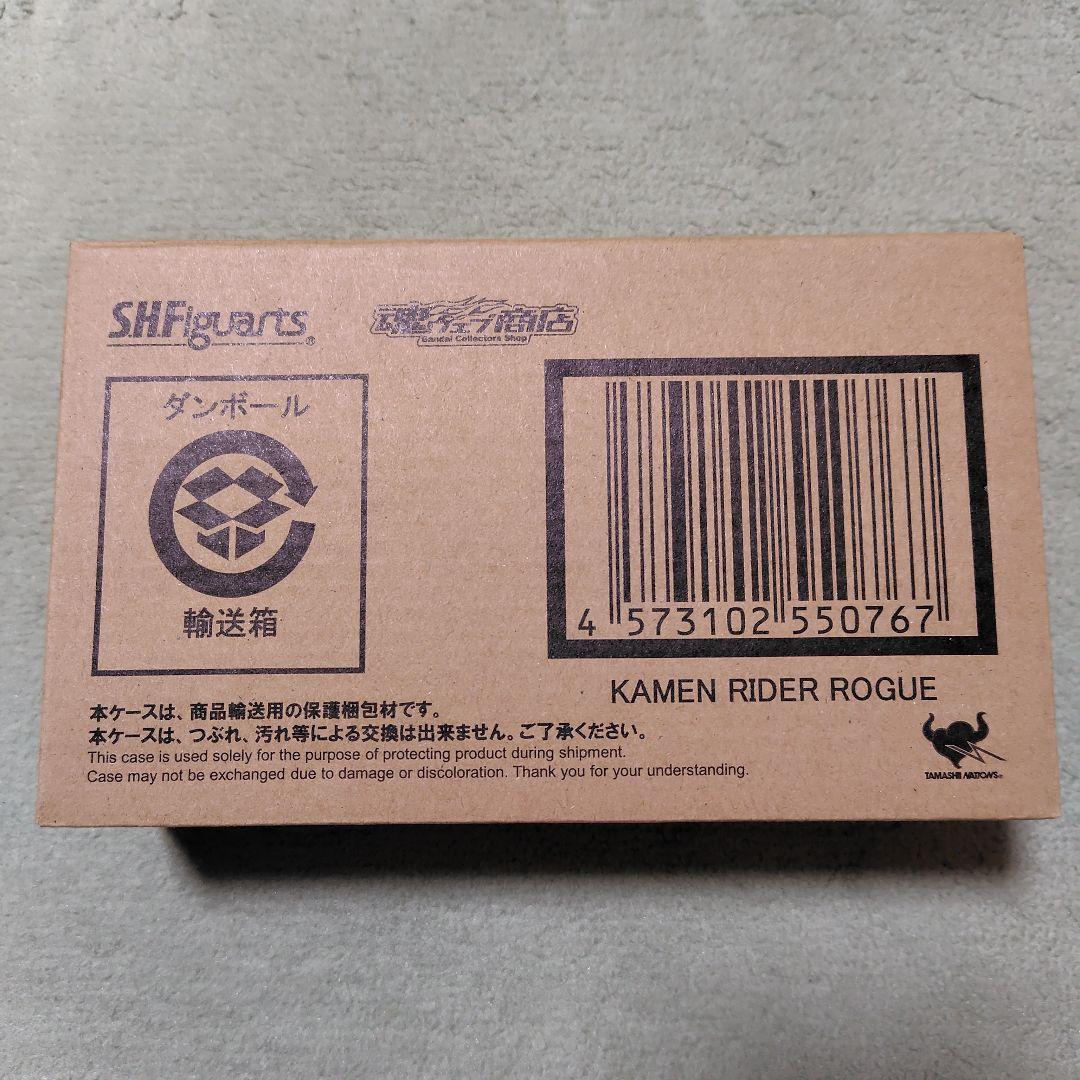 S.H.Figuarts®
魂ウェブ商店
Bandai Collectors Shop
ダンボール
輸送箱
4 573102 550767
KAMEN RIDER ROGUE
本ケースは、商品輸送用の保護梱包材です。
本ケースは、つぶれ、汚れ等による交換は出来ません。ご了承ください。
This case is used solely for the purpose of protecting product during shipment.
Case may not be exchanged due to damage or discoloration. Thank you for your understanding.
TAMASHII NATIONS®